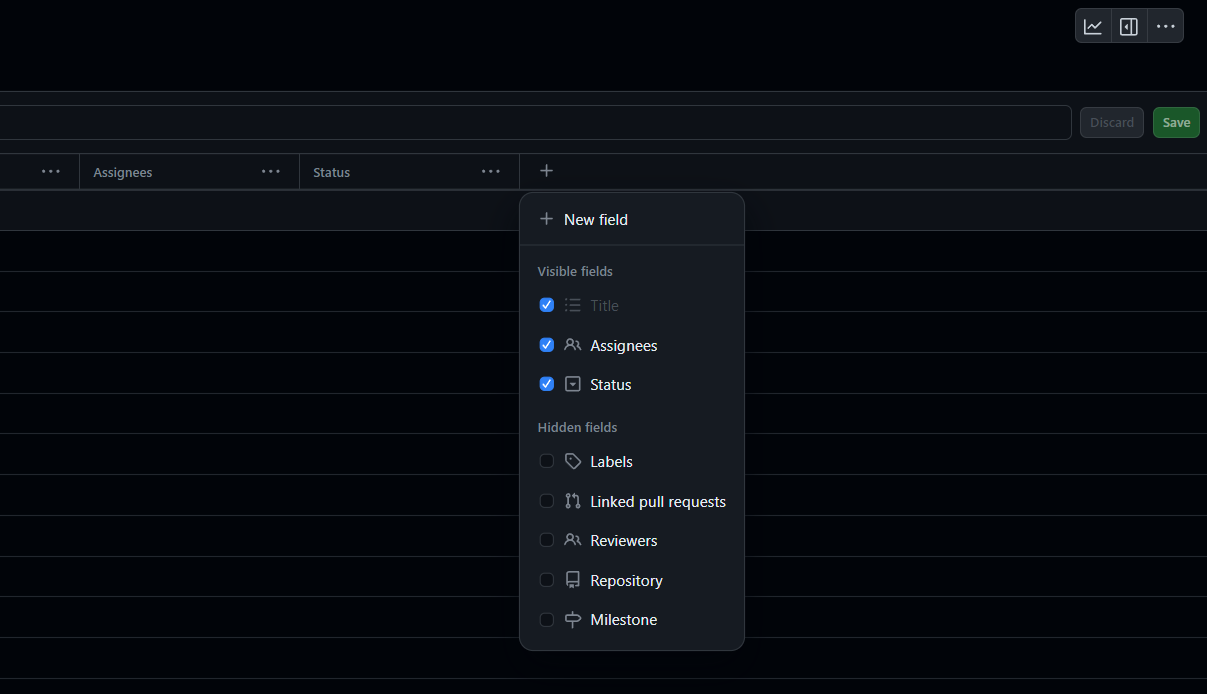 Discard Save
Assignees Status
New field
Visible fields
Title
Assignees
Status
Hidden fields
Labels
Linked pull requests
Reviewers
Repository
Milestone